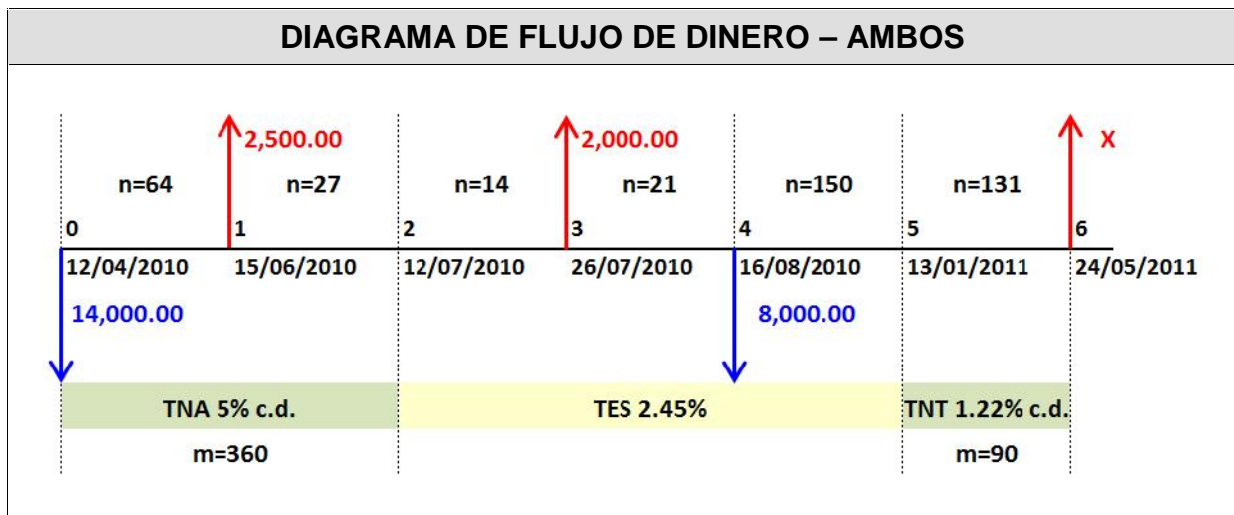 DIAGRAMA DE FLUJO DE DINERO – AMBOS
2,500.00 2,000.00 X
n=64 n=27 n=14 n=21 n=150 n=131
0 1 2 3 4 5 6
12/04/2010 15/06/2010 12/07/2010 26/07/2010 16/08/2010 13/01/2011 24/05/2011
14,000.00 8,000.00
TNA 5% c.d. TES 2.45% TNT 1.22% c.d.
m=360 m=90